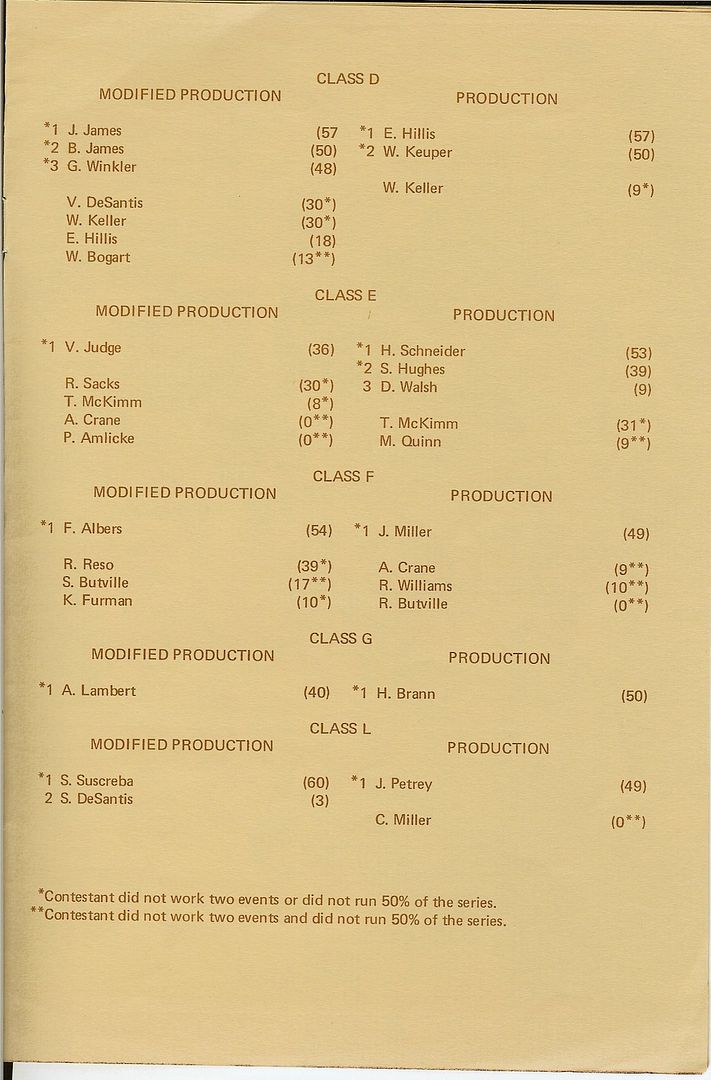 CLASS D
MODIFIED PRODUCTION PRODUCTION
*1 J. James (57 *1 E. Hillis (57)
*2 B. James (50) *2 W. Keuper (50)
*3 G. Winkler (48)
W. Keller (9*)
V. DeSantis (30*)
W. Keller (30*)
E. Hillis (18)
W. Bogart (13**)
CLASS E
MODIFIED PRODUCTION PRODUCTION
*1 V. Judge (36) *1 H. Schneider (53)
*2 S. Hughes (39)
R. Sacks (30*) 3 D. Walsh (9)
T. McKimm (8*)
A. Crane (0**) T. McKimm (31*)
P. Amlicke (0**) M. Quinn (9**)
CLASS F
MODIFIED PRODUCTION PRODUCTION
*1 F. Albers (54) *1 J. Miller (49)
R. Reso (39*) A. Crane (9**)
S. Butville (17**) R. Williams (10**)
K. Furman (10*) R. Butville (0**)
CLASS G
MODIFIED PRODUCTION PRODUCTION
*1 A. Lambert (40) *1 H. Brann (50)
CLASS L
MODIFIED PRODUCTION PRODUCTION
*1 S. Suscreba (60) *1 J. Petrey (49)
2 S. DeSantis (3)
C. Miller (0**)
*Contestant did not work two events or did not run 50% of the series.
**Contestant did not work two events and did not run 50% of the series.